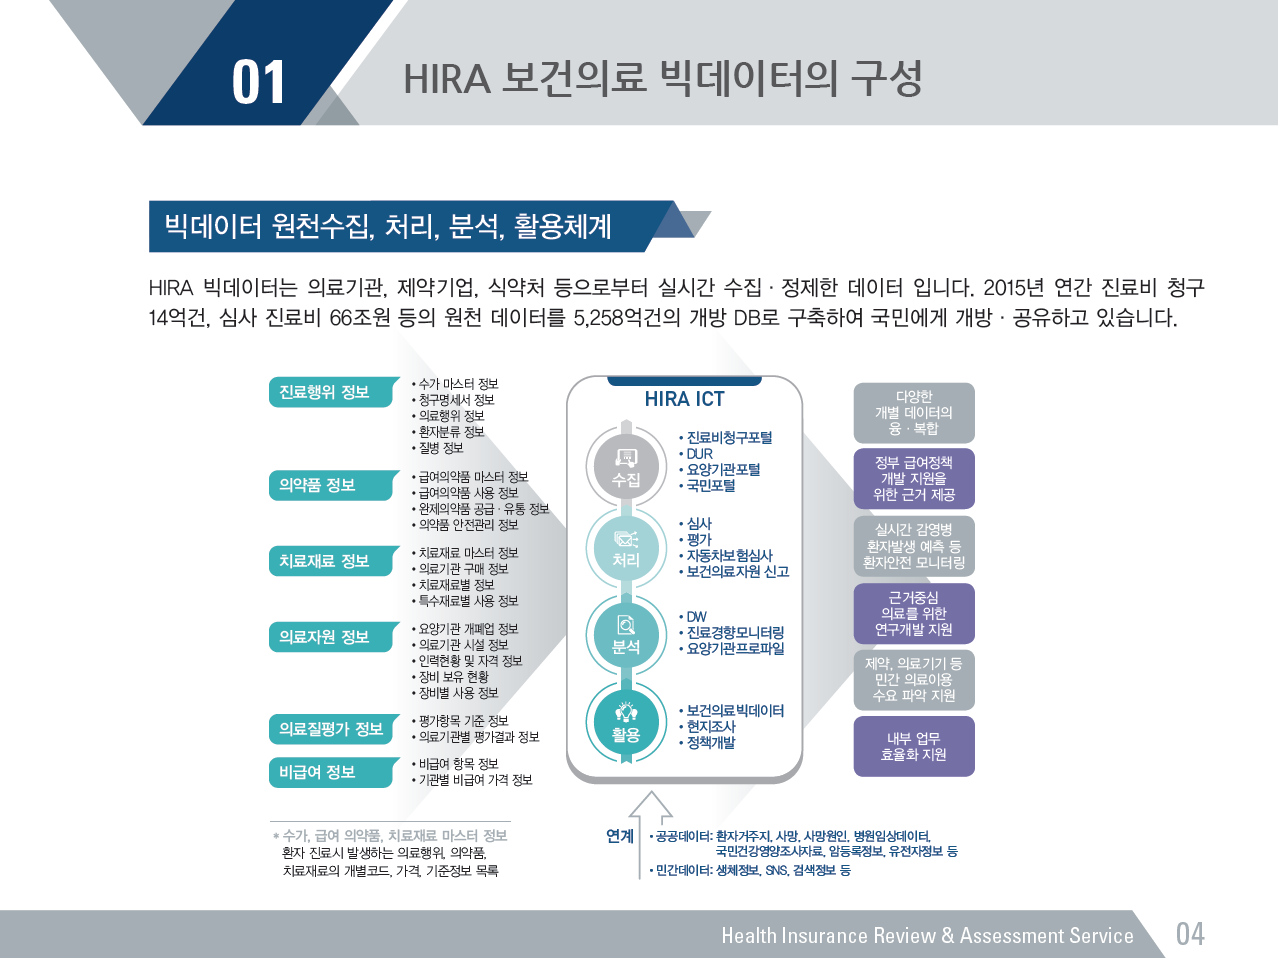 01
HIRA 보건의료 빅데이터의 구성
빅데이터 원천수집, 처리, 분석, 활용체계
HIRA 빅데이터는 의료기관, 제약기업, 식약처 등으로부터 실시간 수집 · 정제한 데이터 입니다. 2015년 연간 진료비 청구
14억건, 심사 진료비 66조원 등의 원천 데이터를 5,258억건의 개방 DB로 구축하여 국민에게 개방 · 공유하고 있습니다.
진료행위 정보
• 수가 마스터 정보
• 청구명세서 정보
• 의료행위 정보
• 환자분류 정보
• 질병 정보
의약품 정보
• 급여의약품 마스터 정보
• 급여의약품 사용 정보
• 완제의약품 공급 · 유통 정보
• 의약품 안전관리 정보
치료재료 정보
• 치료재료 마스터 정보
• 의료기관 구매 정보
• 치료재료별 정보
• 특수재료별 사용 정보
의료자원 정보
• 요양기관 개폐업 정보
• 의료기관 시설 정보
• 인력현황 및 자격 정보
• 장비 보유 현황
• 장비별 사용 정보
의료질평가 정보
• 평가항목 기준 정보
• 의료기관별 평가결과 정보
비급여 정보
• 비급여 항목 정보
• 기관별 비급여 가격 정보
* 수가, 급여 의약품, 치료재료 마스터 정보
환자 진료시 발생하는 의료행위, 의약품,
치료재료의 개별코드, 가격, 기준정보 목록
HIRA ICT
수집
• 진료비청구포털
• DUR
• 요양기관포털
• 국민포털
처리
• 심사
• 평가
• 자동차보험심사
• 보건의료자원 신고
분석
• DW
• 진료경향모니터링
• 요양기관프로파일
활용
• 보건의료빅데이터
• 현지조사
• 정책개발
연계
• 공공데이터: 환자거주지, 사망, 사망원인, 병원임상데이터,
국민건강영양조사자료, 암등록정보, 유전자정보 등
• 민간데이터: 생체정보, SNS, 검색정보 등
다양한
개별 데이터의
융 · 복합
정부 급여정책
개발 지원을
위한 근거 제공
실시간 감영병
환자발생 예측 등
환자안전 모니터링
근거중심
의료를 위한
연구개발 지원
제약, 의료기기 등
민간 의료이용
수요 파악 지원
내부 업무
효율화 지원
Health Insurance Review & Assessment Service
04